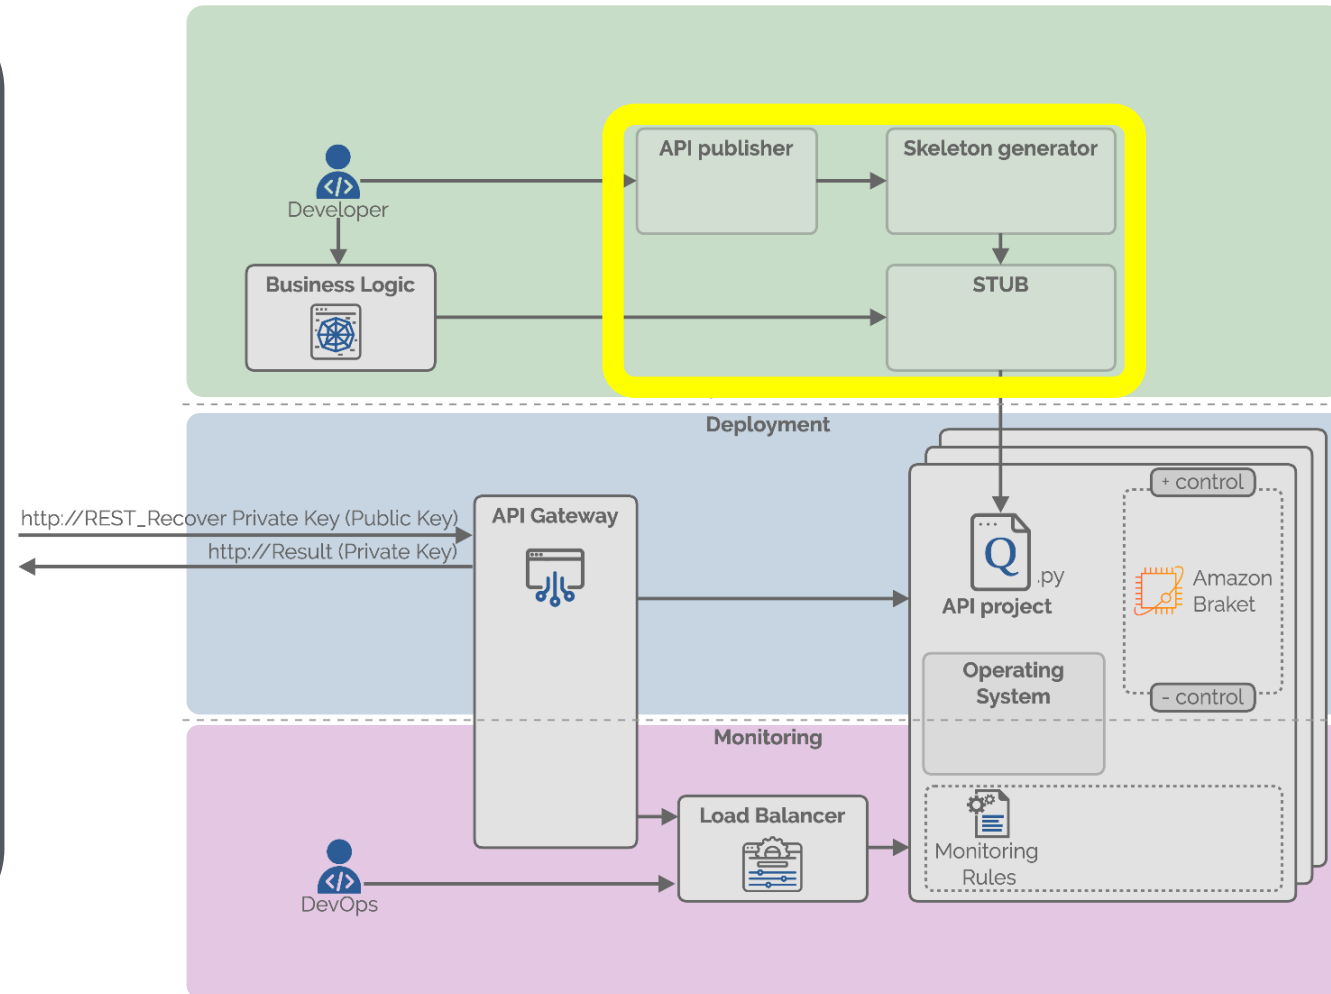 API publisher
Skeleton generator
Developer
Business Logic
STUB
Deployment
+ control
http://REST_Recover Private Key (Public Key)
API Gateway
http://Result (Private Key)
Q
.py
API project
Amazon
Braket
Operating
System
- control
Monitoring
Load Balancer
Monitoring
Rules
DevOps